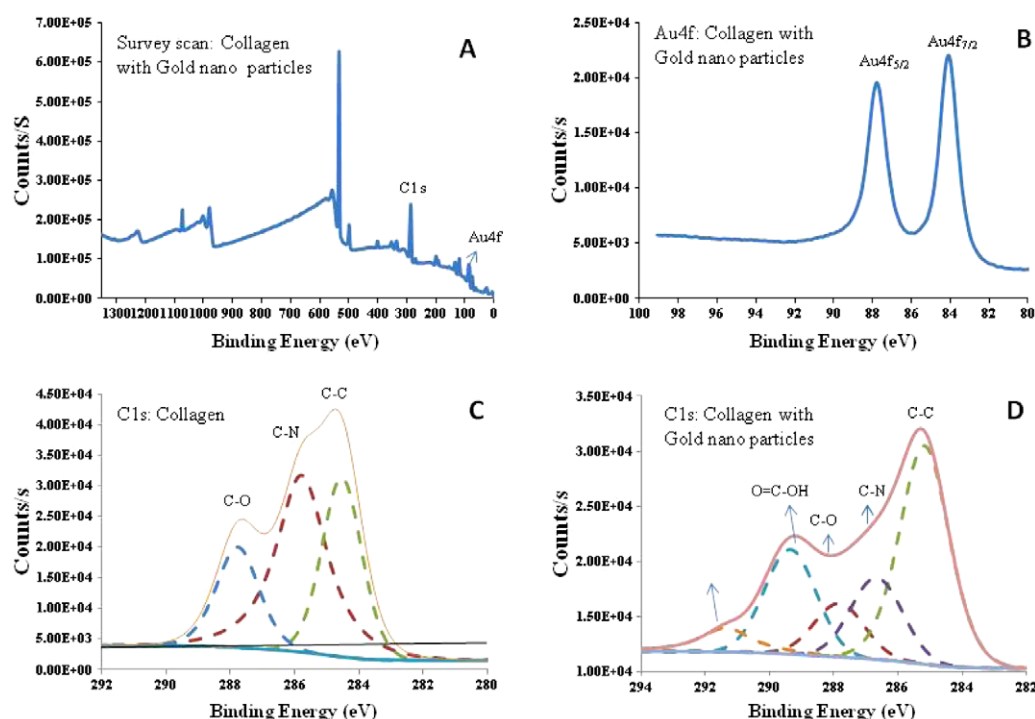 7.00E+05
6.00E+05
5.00E+05
4.00E+05
3.00E+05
2.00E+05
1.00E+05
0.00E+00
Counts/S
Survey scan: Collagen
with Gold nano particles
A
C1s
Au4f
1300 1200 1100 1000 900 800 700 600 500 400 300 200 100 0
Binding Energy (eV)
2.50E+04
2.00E+04
1.50E+04
1.00E+04
5.00E+03
0.00E+00
Counts/s
Au4f: Collagen with
Gold nano particles
B
Au4f5/2
Au4f7/2
100 98 96 94 92 90 88 86 84 82 80
Binding Energy (eV)
4.50E+04
4.00E+04
3.50E+04
3.00E+04
2.50E+04
2.00E+04
1.50E+04
1.00E+04
5.00E+03
0.00E+00
Counts/s
C1s: Collagen
C
C-C
C-N
C-O
292 290 288 286 284 282 280
Binding Energy (eV)
3.50E+04
3.00E+04
2.50E+04
2.00E+04
1.50E+04
1.00E+04
Counts/s
C1s: Collagen with
Gold nano particles
D
C-C
O=C-OH
C-N
C-O
294 292 290 288 286 284 282
Binding Energy (eV)